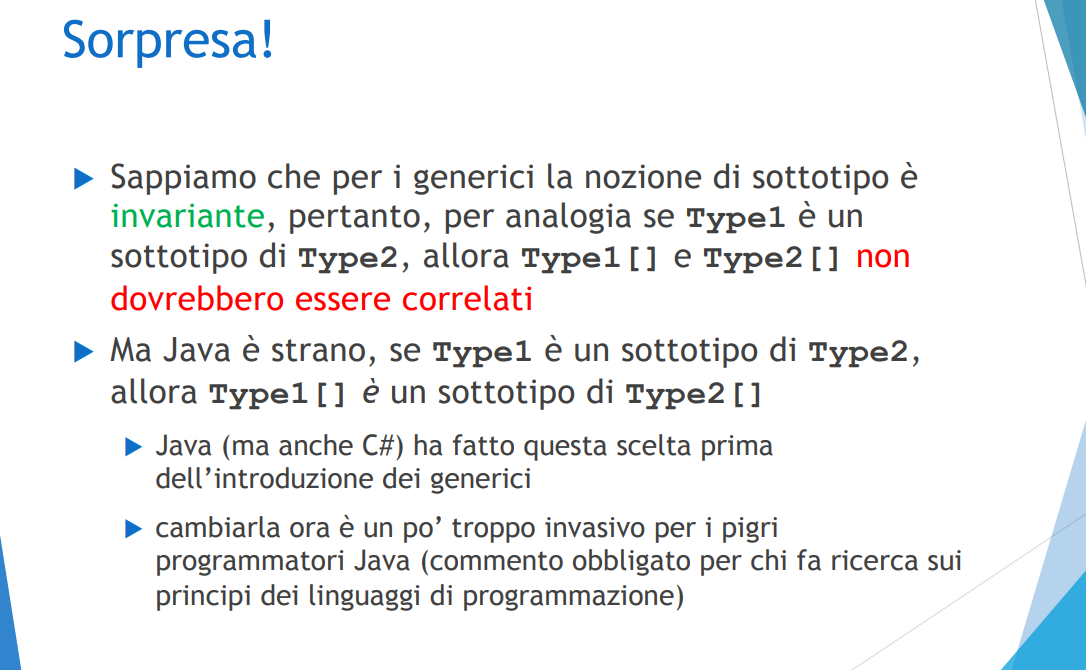 Sorpresa!
Sappiamo che per i generici la nozione di sottotipo è
invariante, pertanto, per analogia se Type1 è un
sottotipo di Type2, allora Type1[] e Type2[] non
dovrebbero essere correlati
Ma Java è strano, se Type1 è un sottotipo di Type2,
allora Type1[] è un sottotipo di Type2[]
Java (ma anche C#) ha fatto questa scelta prima
dell’introduzione dei generici
cambiarla ora è un po’ troppo invasivo per i pigri
programmatori Java (commento obbligato per chi fa ricerca sui
principi dei linguaggi di programmazione)